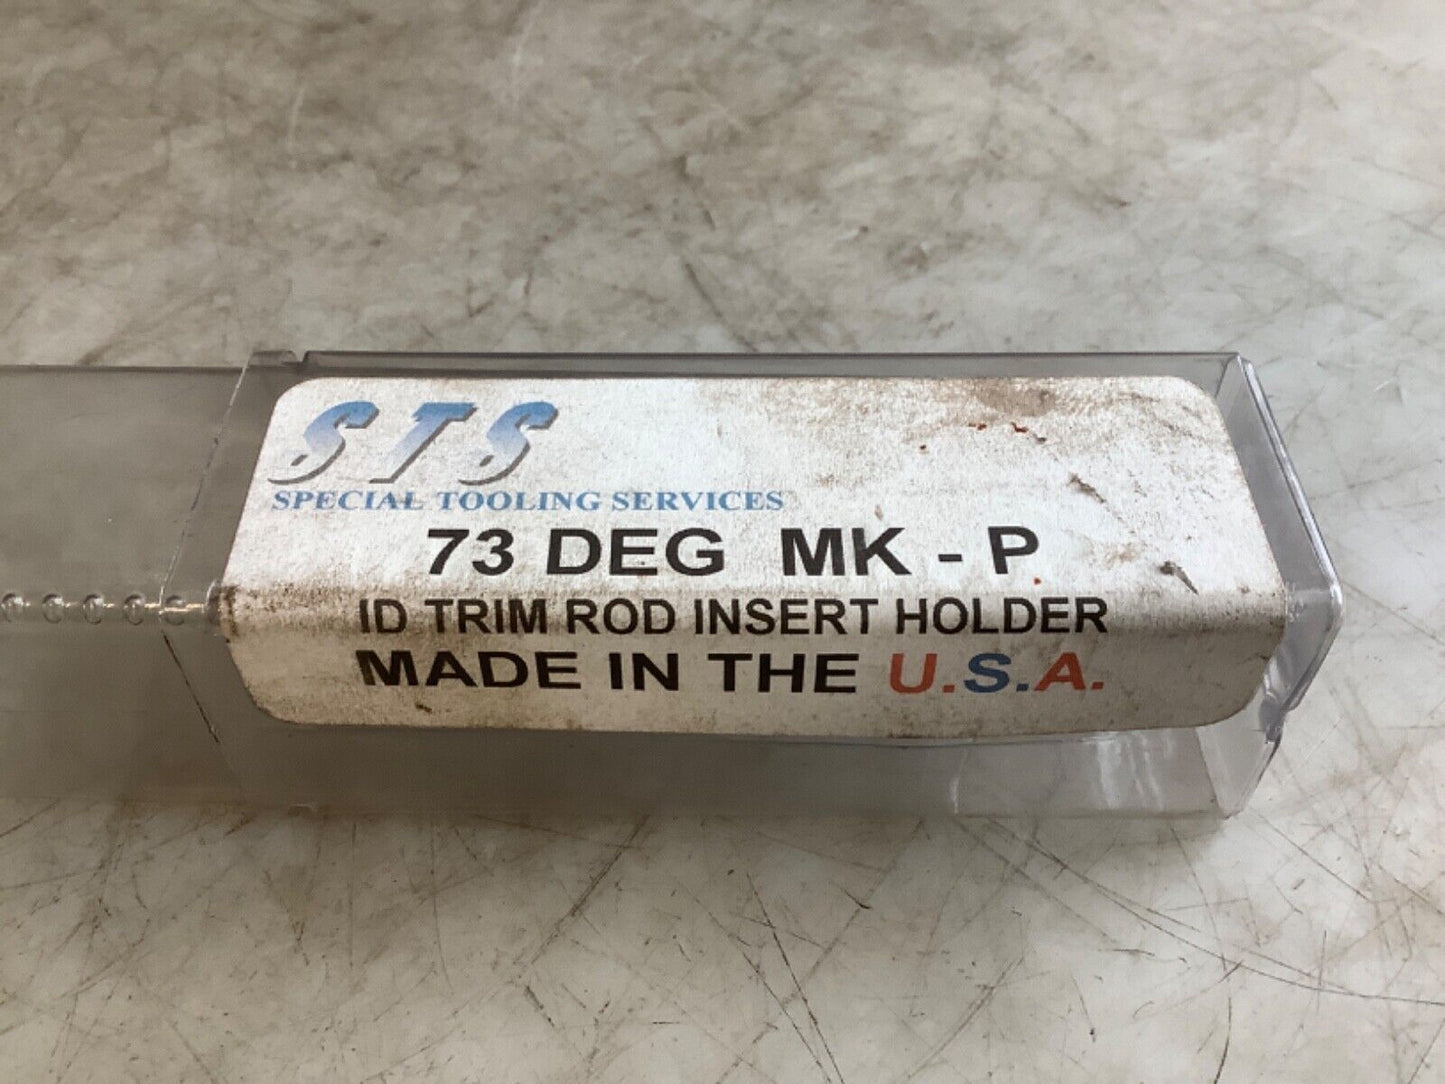 STS
SPECIAL TOOLING SERVICES
73 DEG MK - P
ID TRIM ROD INSERT HOLDER
MADE IN THE U.S.A.